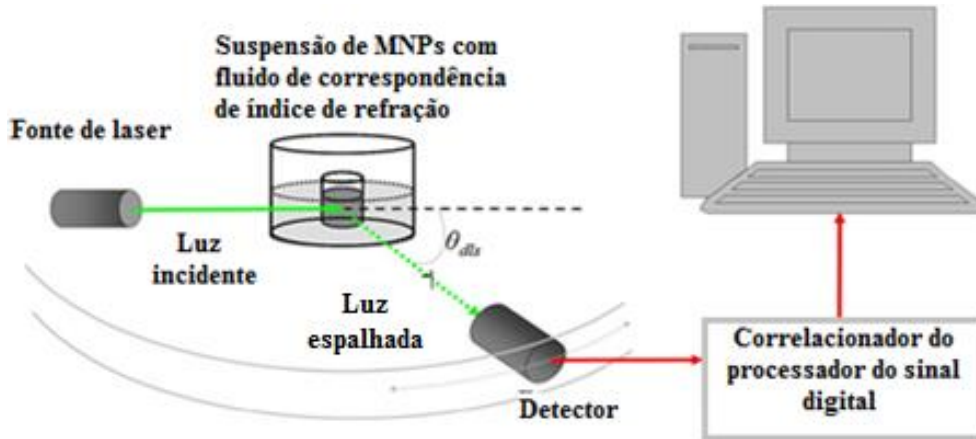 Suspensão de MNPs com
fluido de correspondência
de índice de refração
Fonte de laser
Luz
incidente
θdls
Luz
espalhada
Detector
Correlacionador do
processador do sinal
digital